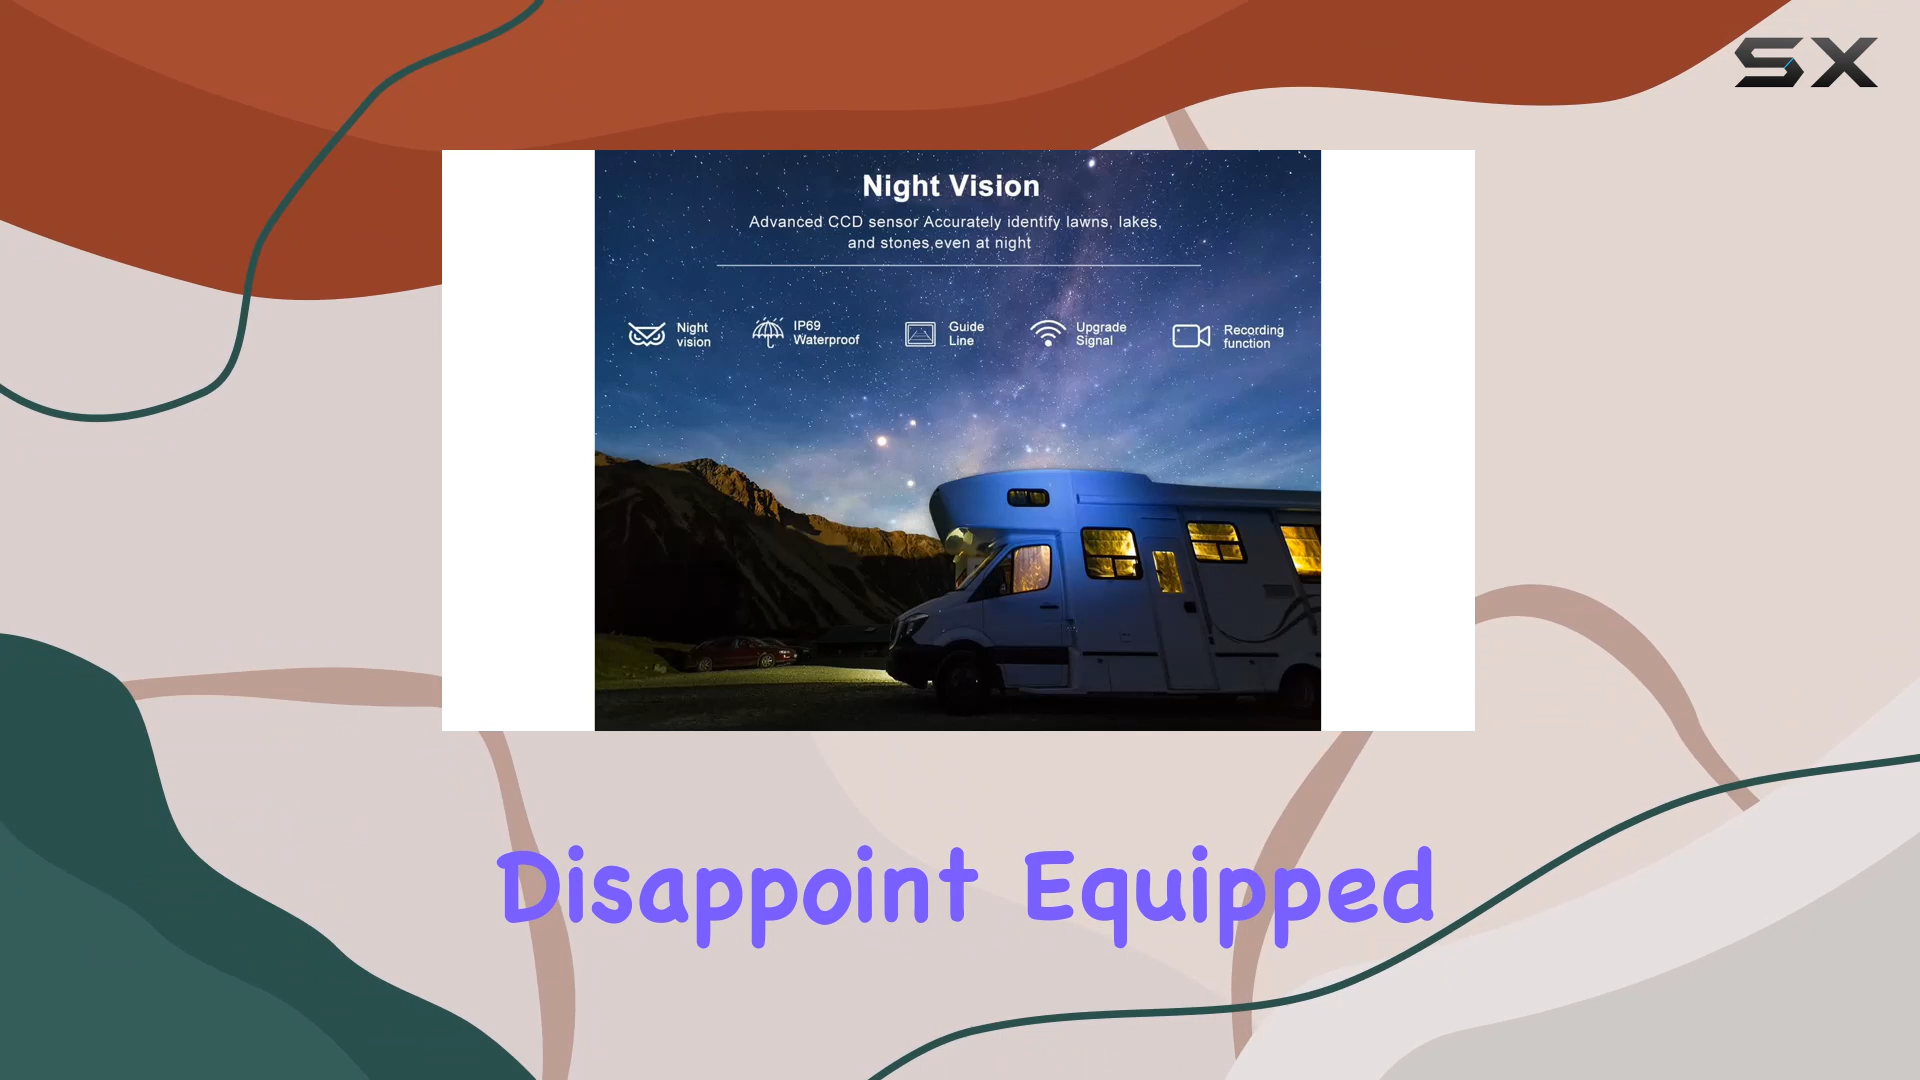 SX
Night Vision
Advanced CCD sensor Accurately identify lawns, lakes,
and stones,even at night
Night
vision
IP69
Waterproof
Guide
Line
Upgrade
Signal
Recording
function
Disappoint Equipped